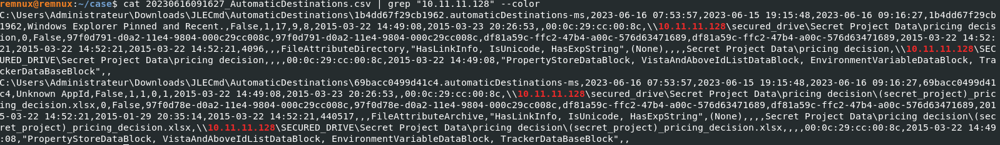 remnux@remnux:~/case$ cat 20230616091627_AutomaticDestinations.csv | grep "10.11.11.128" --color
C:\Users\Administrateur\Downloads\JLECmd\AutomaticDestinations\1b4dd67f29cb1962.automaticDestinations-ms,2023-06-16 07:53:57,2023-06-15 19:15:48,2023-06-16 09:16:27,1b4dd67f29cb
1962,Windows Explorer Pinned and Recent.,False,1,17,9,8,2015-03-22 14:49:08,2015-03-23 20:26:53,,00:0c:29:cc:00:8c,\\10.11.11.128\secured_drive\Secret Project Data\pricing decis
ion,0,False,97f0d791-d0a2-11e4-9804-000c29cc008c,97f0d791-d0a2-11e4-9804-000c29cc008c,df81a59c-ffc2-47b4-a00c-576d63471689,df81a59c-ffc2-47b4-a00c-576d63471689,2015-03-22 14:52:
21,2015-03-22 14:52:21,2015-03-22 14:52:21,4096,,,FileAttributeDirectory,"HasLinkInfo, IsUnicode, HasExpString",(None),,,,Secret Project Data\pricing decision,\\10.11.11.128\SEC
URED_DRIVE\Secret Project Data\pricing decision,,,,00:0c:29:cc:00:8c,2015-03-22 14:49:08,"PropertyStoreDataBlock, VistaAndAboveIdListDataBlock, EnvironmentVariableDataBlock, Tra
ckerDataBaseBlock",,
C:\Users\Administrateur\Downloads\JLECmd\AutomaticDestinations\69bacc0499d41c4.automaticDestinations-ms,2023-06-16 07:53:57,2023-06-15 19:15:48,2023-06-16 09:16:27,69bacc0499d41
c4,Unknown AppId,False,1,1,0,1,2015-03-22 14:49:08,2015-03-23 20:26:53,,00:0c:29:cc:00:8c,\\10.11.11.128\secured_drive\Secret Project Data\pricing decision\(secret_project)_pric
ing_decision.xlsx,0,False,97f0d78e-d0a2-11e4-9804-000c29cc008c,97f0d78e-d0a2-11e4-9804-000c29cc008c,df81a59c-ffc2-47b4-a00c-576d63471689,df81a59c-ffc2-47b4-a00c-576d63471689,201
5-03-22 14:52:21,2015-01-29 20:35:14,2015-03-22 14:52:21,440517,,,FileAttributeArchive,"HasLinkInfo, IsUnicode, HasExpString",(None),,,,Secret Project Data\pricing decision\(sec
ret_project)_pricing_decision.xlsx,\\10.11.11.128\SECURED_DRIVE\Secret Project Data\pricing decision\(secret_project)_pricing_decision.xlsx,,,,00:0c:29:cc:00:8c,2015-03-22 14:49
:08,"PropertyStoreDataBlock, VistaAndAboveIdListDataBlock, EnvironmentVariableDataBlock, TrackerDataBaseBlock",,